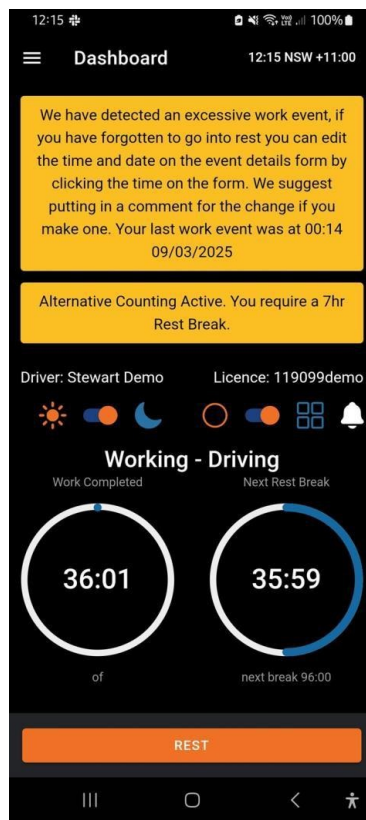 12:15
100%
Dashboard
12:15 NSW +11:00
We have detected an excessive work event, if
you have forgotten to go into rest you can edit
the time and date on the event details form by
clicking the time on the form. We suggest
putting in a comment for the change if you
make one. Your last work event was at 00:14
09/03/2025
Alternative Counting Active. You require a 7hr
Rest Break.
Driver: Stewart Demo
Licence: 119099demo
Working - Driving
Work Completed
Next Rest Break
36:01
35:59
of
next break 96:00
REST